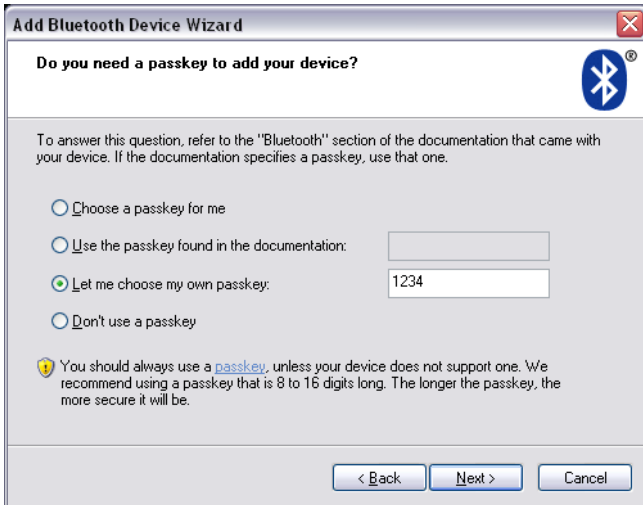 Add Bluetooth Device Wizard
Do you need a passkey to add your device?
®
To answer this question, refer to the "Bluetooth" section of the documentation that came with
your device. If the documentation specifies a passkey, use that one.
Choose a passkey for me
Use the passkey found in the documentation:
Let me choose my own passkey: 1234
Don't use a passkey
You should always use a passkey, unless your device does not support one. We
recommend using a passkey that is 8 to 16 digits long. The longer the passkey, the
more secure it will be.
< Back Next > Cancel